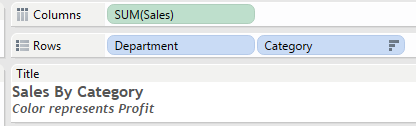 Columns SUM(Sales)
Rows Department Category
Title
Sales By Category
Color represents Profit